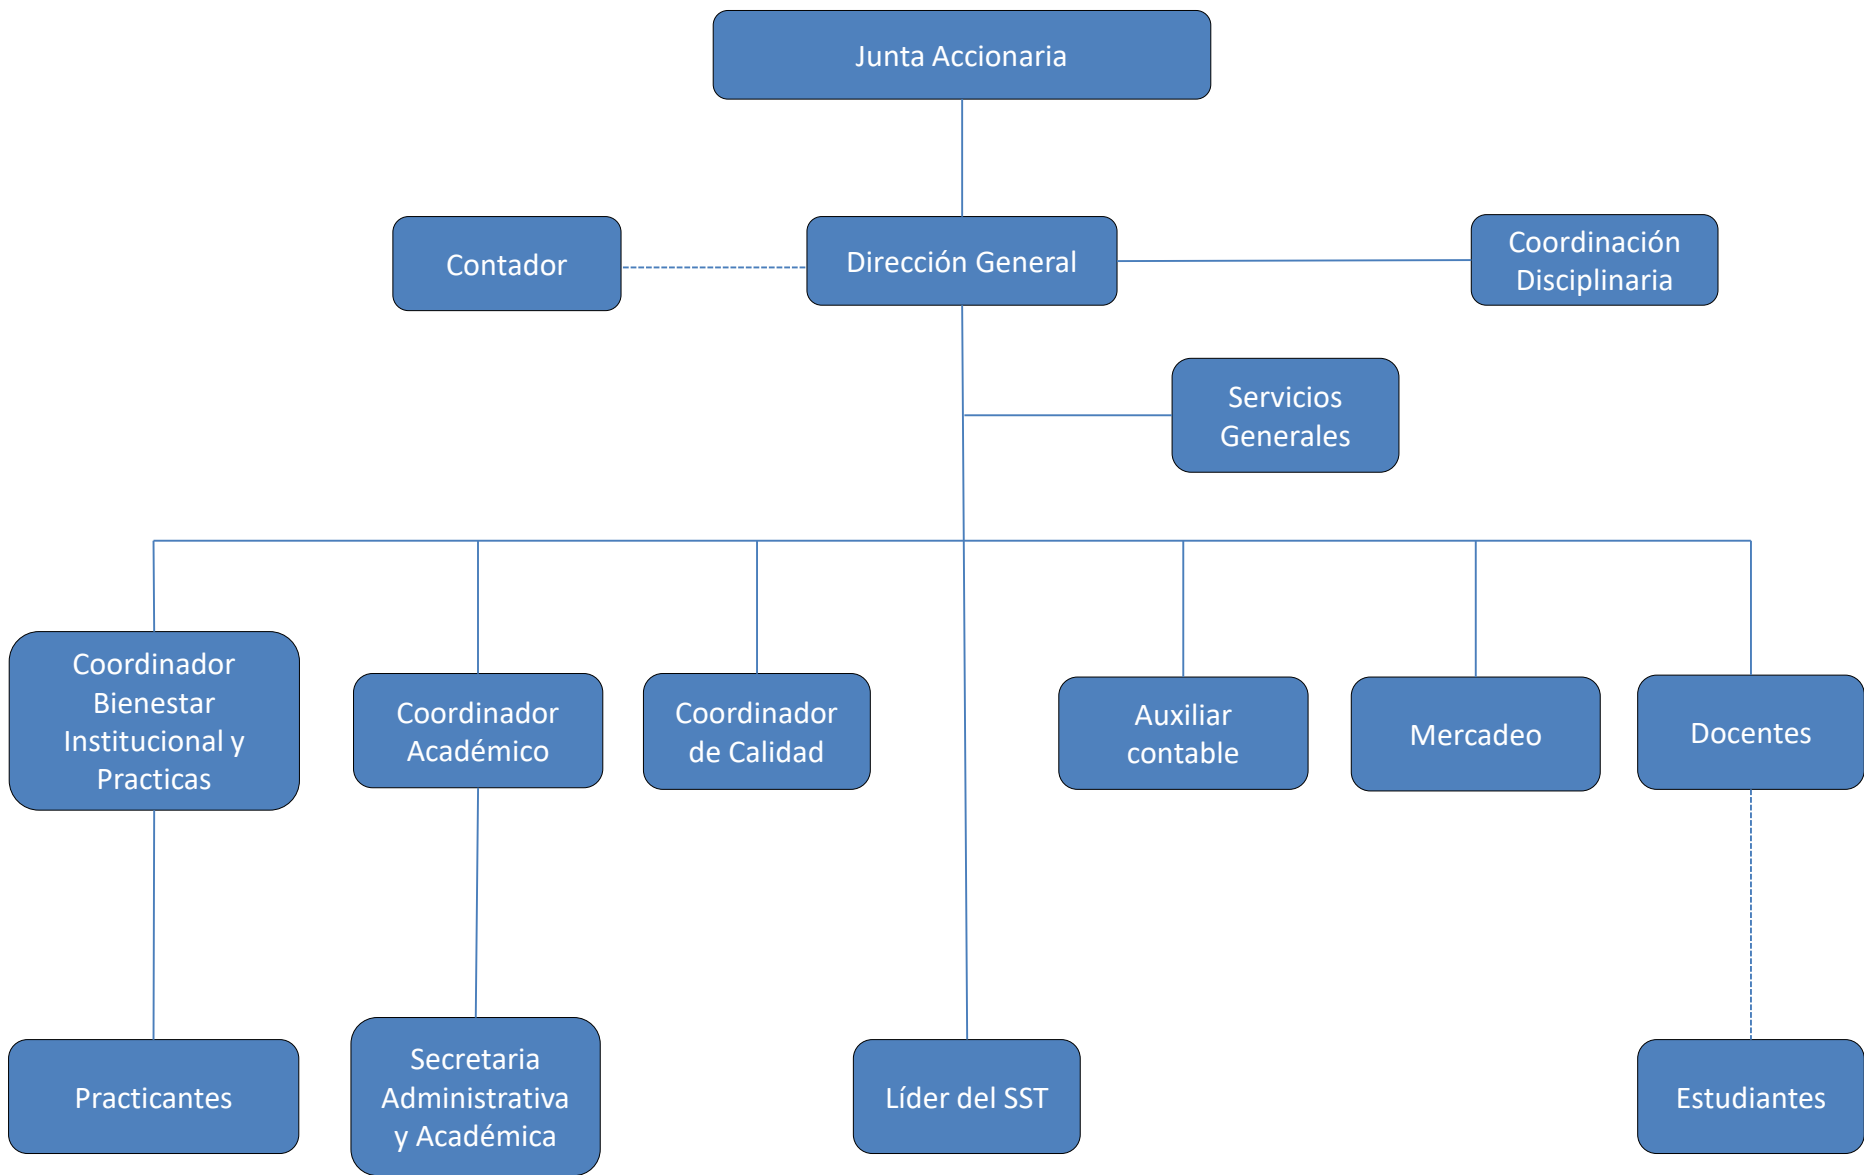 Junta Accionaria
Contador
Dirección General
Coordinación
Disciplinaria
Servicios
Generales
Coordinador
Bienestar
Institucional y
Practicas
Coordinador
Académico
Coordinador
de Calidad
Auxiliar
contable
Mercadeo
Docentes
Practicantes
Secretaria
Administrativa
y Académica
Líder del SST
Estudiantes